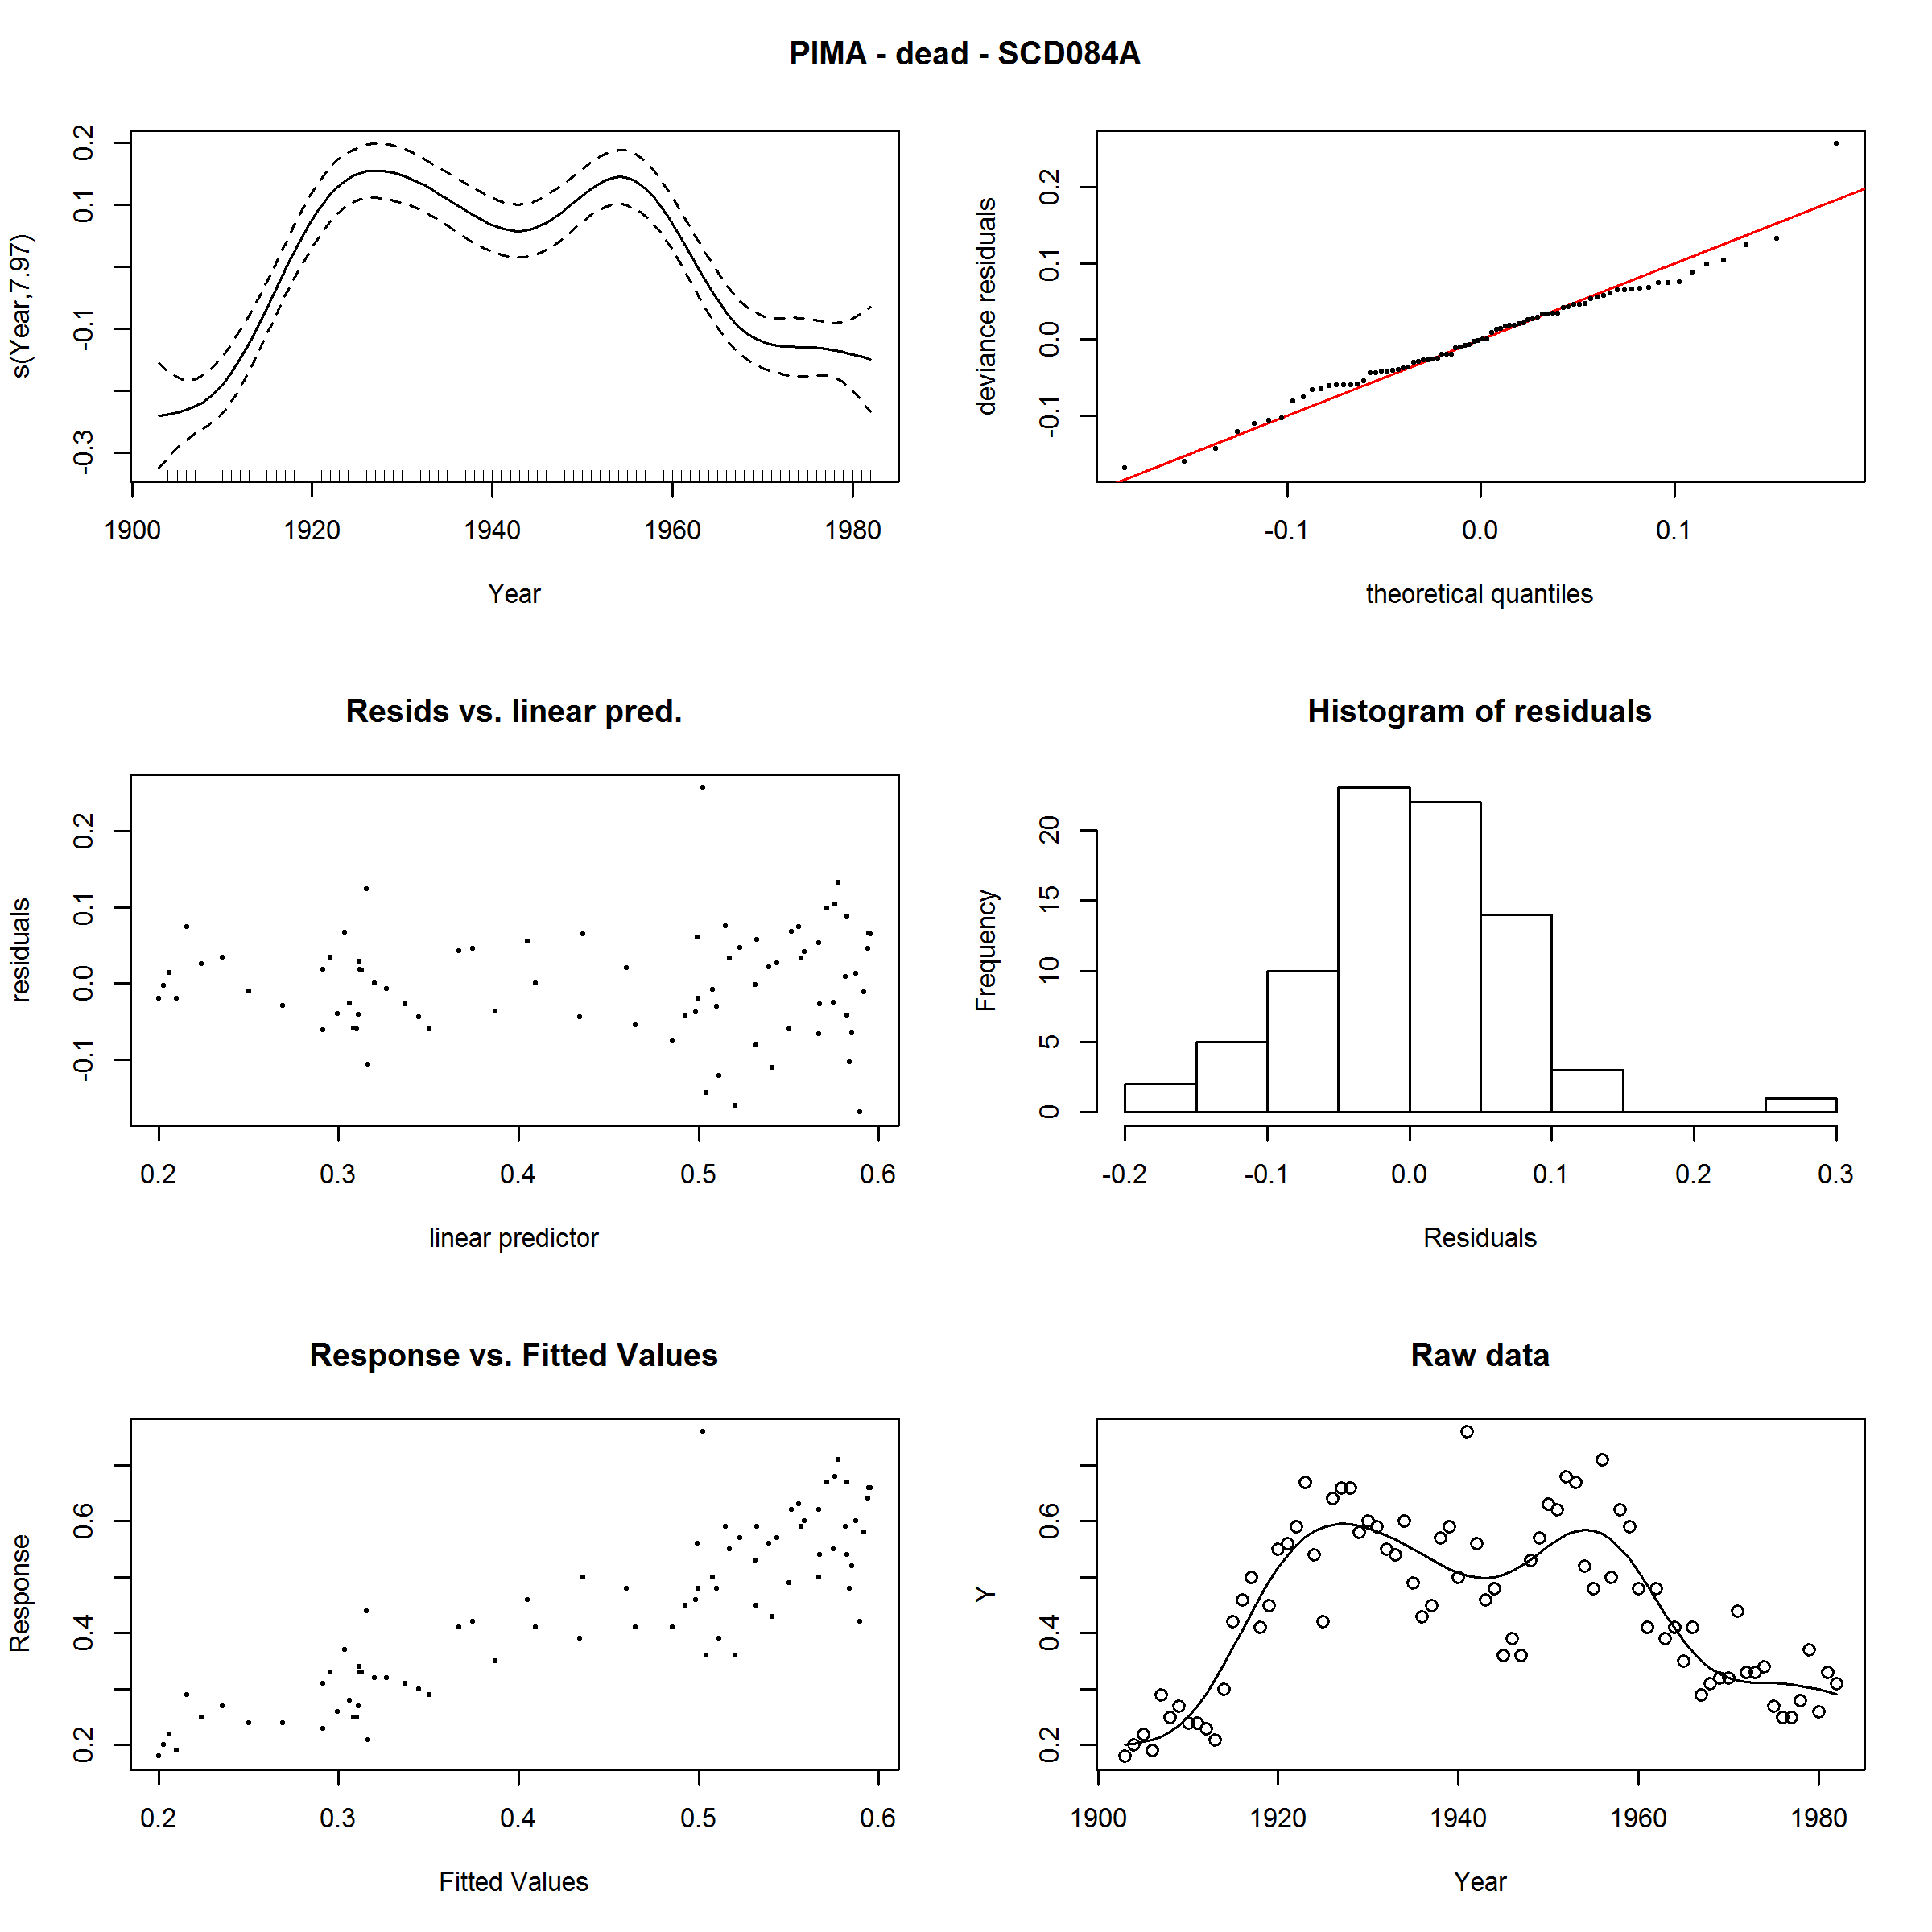 PIMA - dead - SCD084A
s(Year,7.97)
-0.3 -0.1 0.1 0.2
1900 1920 1940 1960 1980
Year
deviance residuals
-0.1 0.0 0.1 0.2
-0.1 0.0 0.1
theoretical quantiles
Resids vs. linear pred.
residuals
-0.1 0.0 0.1 0.2
0.2 0.3 0.4 0.5 0.6
linear predictor
Histogram of residuals
Frequency
0 5 10 15 20
-0.2 -0.1 0.0 0.1 0.2 0.3
Residuals
Response vs. Fitted Values
Response
0.2 0.4 0.6
0.2 0.3 0.4 0.5 0.6
Fitted Values
Raw data
Y
0.2 0.4 0.6
1900 1920 1940 1960 1980
Year